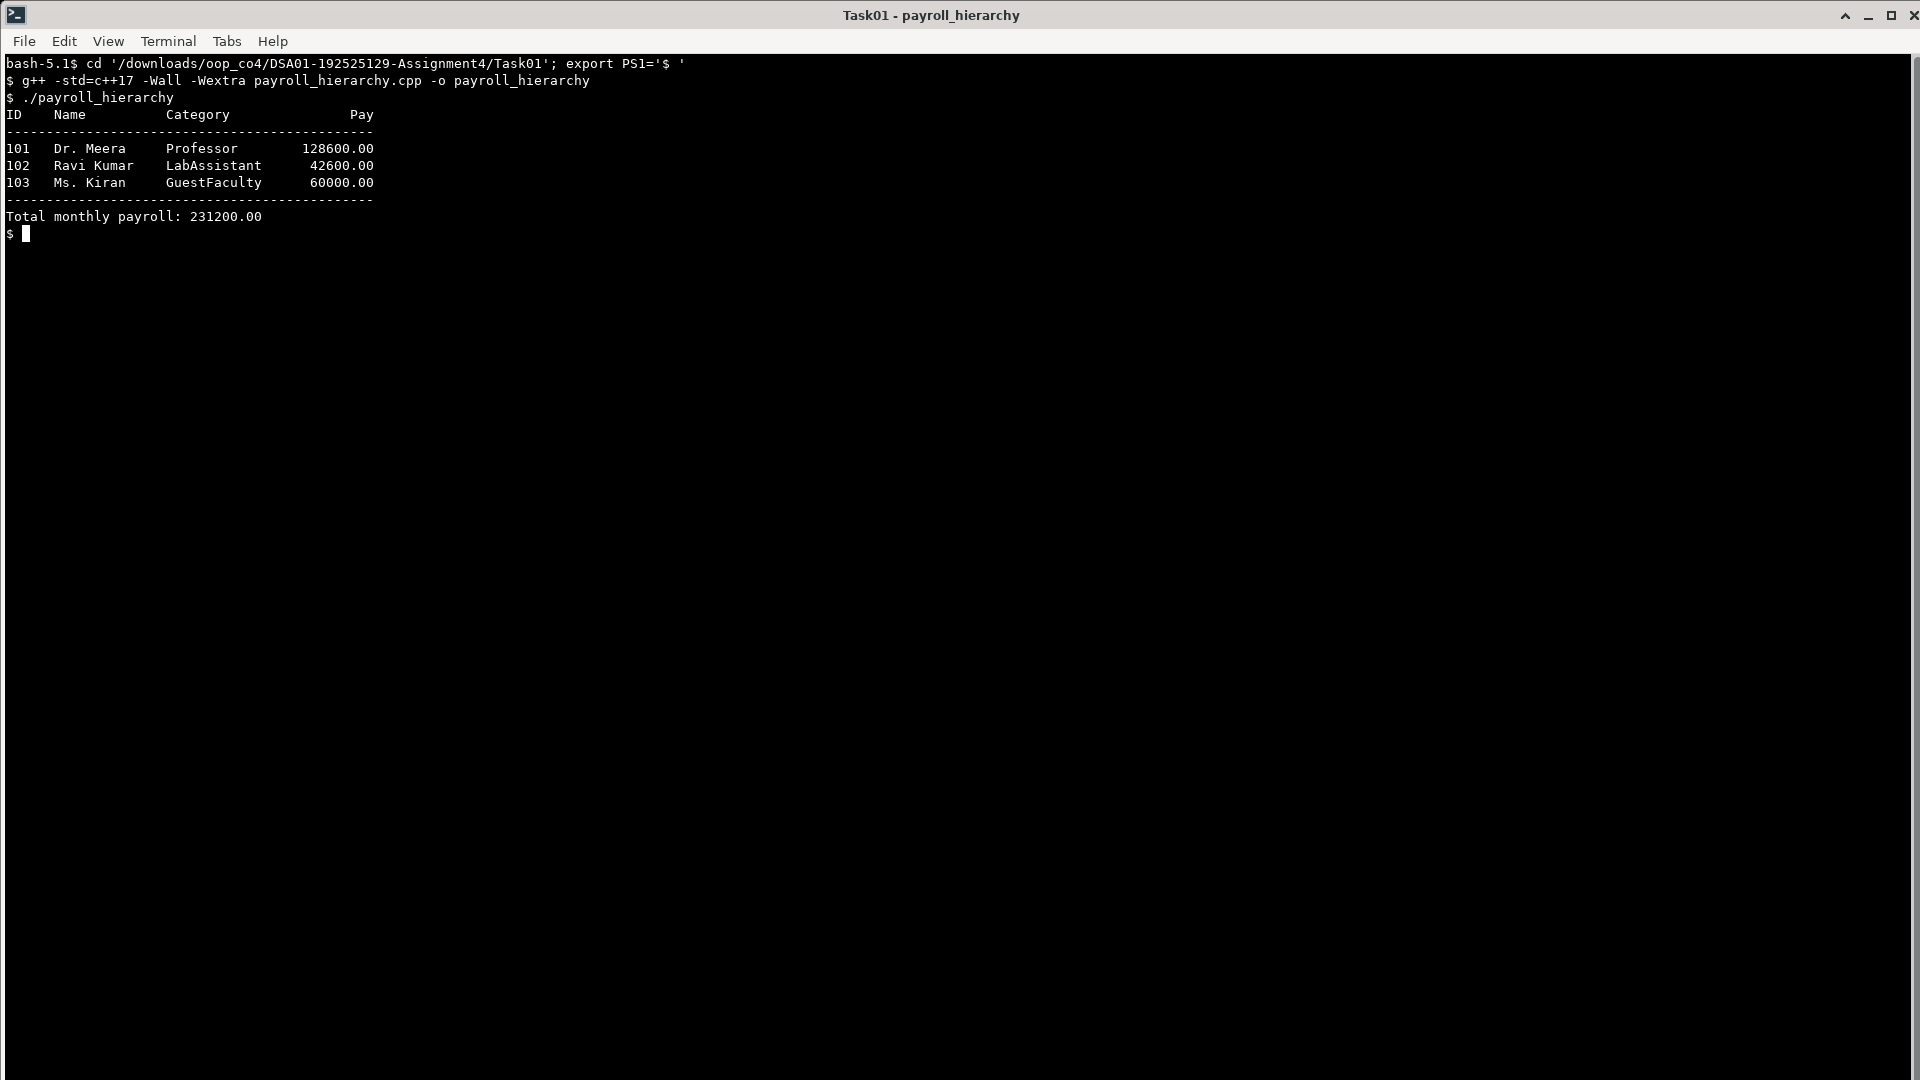 Task01 - payroll_hierarchy
File Edit View Terminal Tabs Help
bash-5.1$ cd '/downloads/oop_co4/DSA01-192525129-Assignment4/Task01'; export PS1='$ '
$ g++ -std=c++17 -Wall -Wextra payroll_hierarchy.cpp -o payroll_hierarchy
$ ./payroll_hierarchy
ID    Name          Category               Pay
----------------------------------------------
101   Dr. Meera     Professor        128600.00
102   Ravi Kumar    LabAssistant      42600.00
103   Ms. Kiran     GuestFaculty      60000.00
----------------------------------------------
Total monthly payroll: 231200.00
$